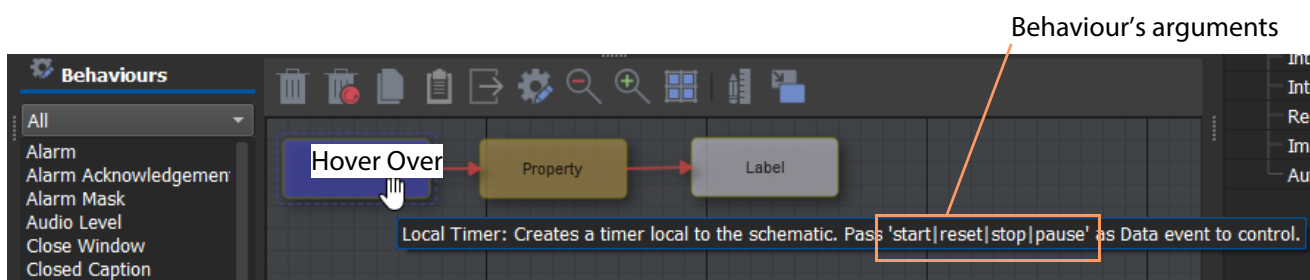 Behaviour's arguments
Behaviours
All
Alarm
Alarm Acknowledgemen
Alarm Mask
Audio Level
Close Window
Closed Caption
Hover Over
Property
Label
Local Timer: Creates a timer local to the schematic. Pass 'start|reset|stop|pause' as Data event to control.
Int
Int
Re
Im
Au